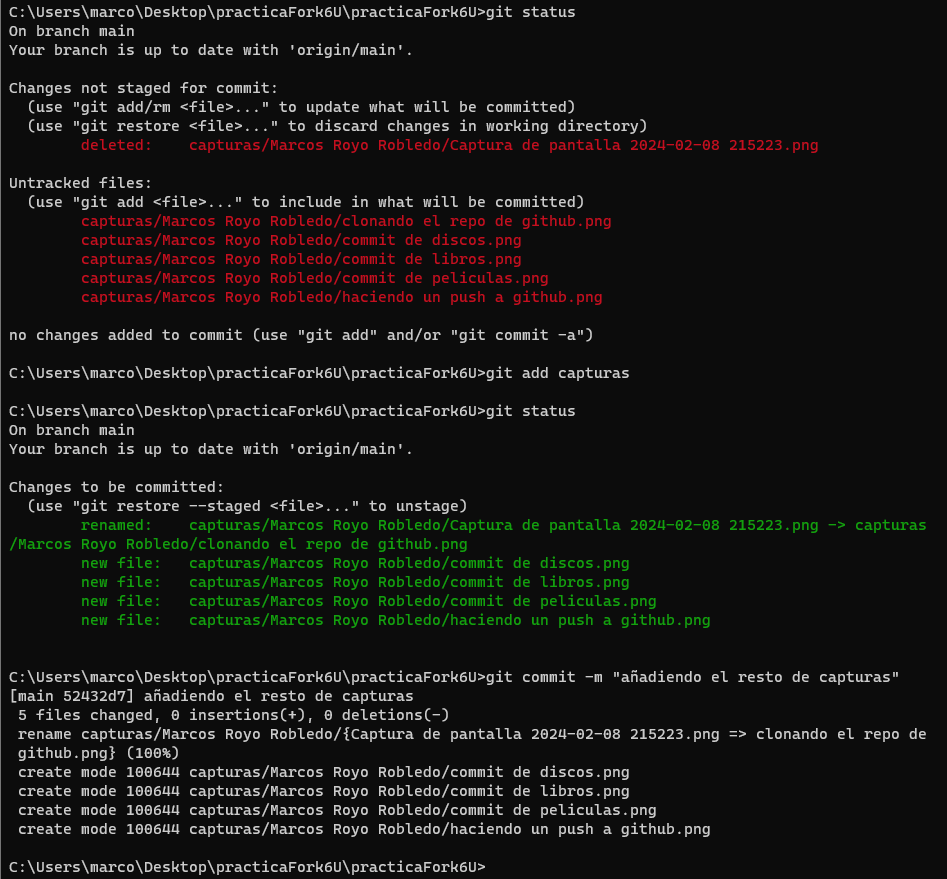 C:\Users\marco\Desktop\practicaFork6U\practicaFork6U>git status
On branch main
Your branch is up to date with 'origin/main'.

Changes not staged for commit:
  (use "git add/rm <file>..." to update what will be committed)
  (use "git restore <file>..." to discard changes in working directory)
        deleted:    capturas/Marcos Royo Robledo/Captura de pantalla 2024-02-08 215223.png

Untracked files:
  (use "git add <file>..." to include in what will be committed)
        capturas/Marcos Royo Robledo/clonando el repo de github.png
        capturas/Marcos Royo Robledo/commit de discos.png
        capturas/Marcos Royo Robledo/commit de libros.png
        capturas/Marcos Royo Robledo/commit de peliculas.png
        capturas/Marcos Royo Robledo/haciendo un push a github.png

no changes added to commit (use "git add" and/or "git commit -a")

C:\Users\marco\Desktop\practicaFork6U\practicaFork6U>git add capturas

C:\Users\marco\Desktop\practicaFork6U\practicaFork6U>git status
On branch main
Your branch is up to date with 'origin/main'.

Changes to be committed:
  (use "git restore --staged <file>..." to unstage)
        renamed:    capturas/Marcos Royo Robledo/Captura de pantalla 2024-02-08 215223.png -> capturas
/Marcos Royo Robledo/clonando el repo de github.png
        new file:   capturas/Marcos Royo Robledo/commit de discos.png
        new file:   capturas/Marcos Royo Robledo/commit de libros.png
        new file:   capturas/Marcos Royo Robledo/commit de peliculas.png
        new file:   capturas/Marcos Royo Robledo/haciendo un push a github.png

C:\Users\marco\Desktop\practicaFork6U\practicaFork6U>git commit -m "añadiendo el resto de capturas"
[main 52432d7] añadiendo el resto de capturas
 5 files changed, 0 insertions(+), 0 deletions(-)
 rename capturas/Marcos Royo Robledo/{Captura de pantalla 2024-02-08 215223.png => clonando el repo de
 github.png} (100%)
 create mode 100644 capturas/Marcos Royo Robledo/commit de discos.png
 create mode 100644 capturas/Marcos Royo Robledo/commit de libros.png
 create mode 100644 capturas/Marcos Royo Robledo/commit de peliculas.png
 create mode 100644 capturas/Marcos Royo Robledo/haciendo un push a github.png

C:\Users\marco\Desktop\practicaFork6U\practicaFork6U>